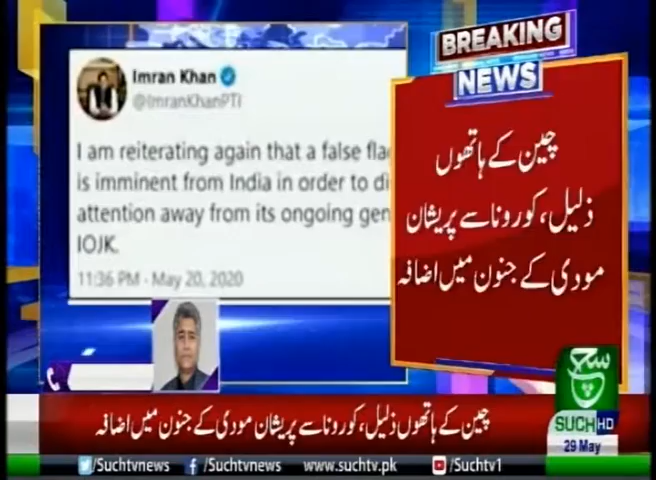 BREAKING
NEWS
Imran Khan
@ImranKhanPTI
I am reiterating again that a false
is imminent from India in order to
attention away from its ongoing
IOJK.
11:36 PM - May 20, 2020
چین کے ہاتھوں
ذلیل، کورونا سے پریشان
مودی کے جنون میں اضافہ
سچ
SUCH HD
29 May
چین کے ہاتھوں ذلیل، کورونا سے پریشان مودی کے جنون میں اضافہ
/Suchtvnews
/Suchtvnews
www.suchtv.pk
/Suchtv1